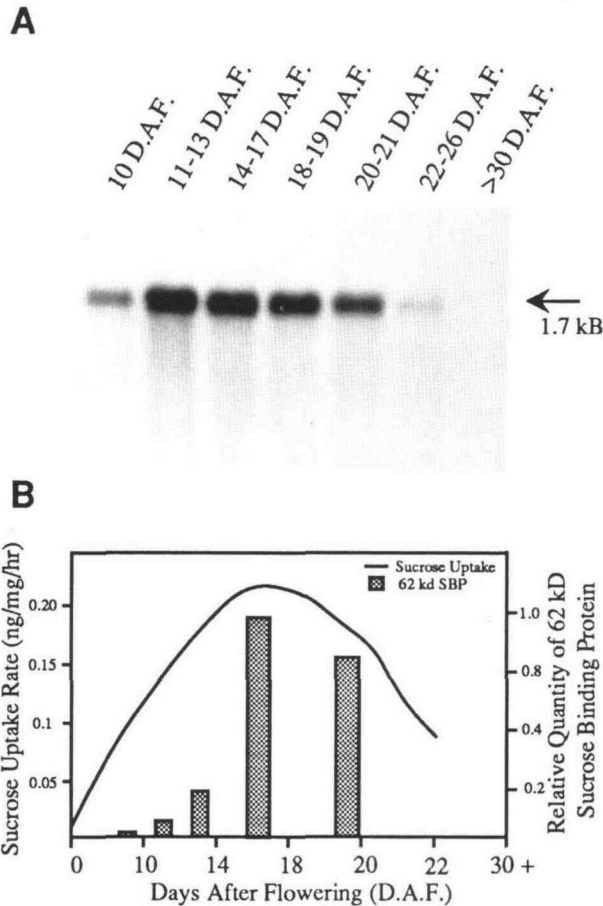 A
10 D.A.F.
11-13 D.A.F.
14-17 D.A.F.
18-19 D.A.F.
20-21 D.A.F.
22-26 D.A.F.
>30 D.A.F.
1.7 kB
B
Sucrose Uptake
62 kd SBP
Sucrose Uptake Rate (ng/mg/hr)
0.20
0.15
0.1
0.05
1.0
0.8
0.4
0.2
Relative Quantity of 62 kD
Sucrose Binding Protein
0 10 14 18 20 22 30 +
Days After Flowering (D.A.F.)